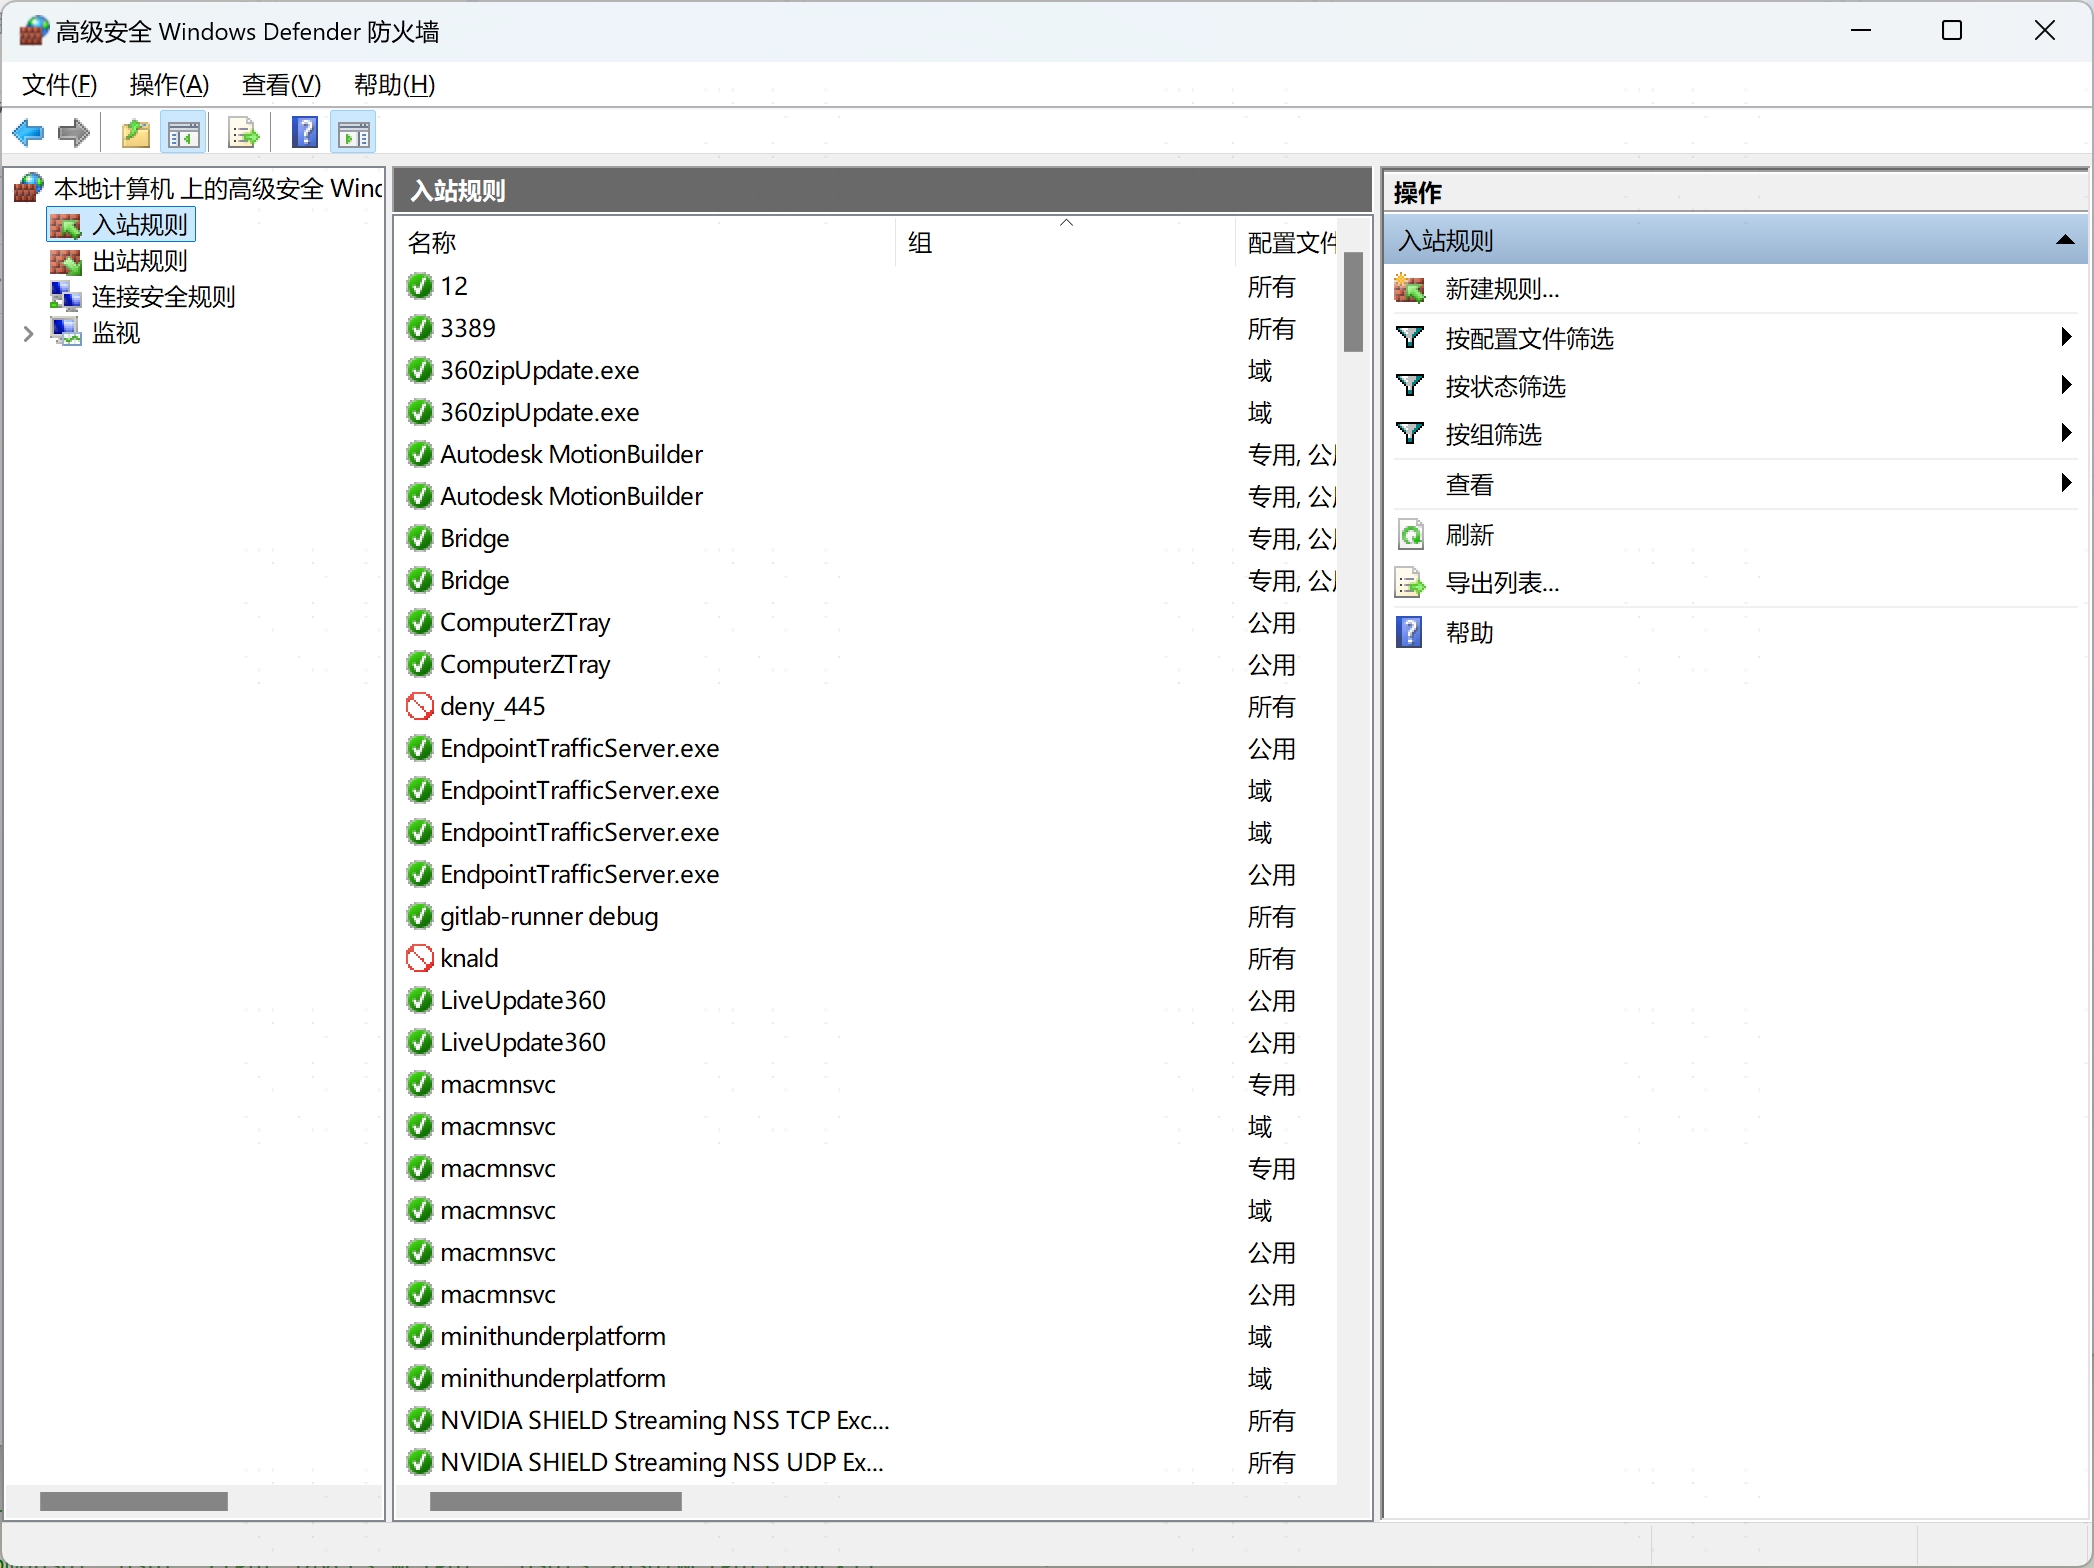 高级安全 Windows Defender 防火墙
文件(F) 操作(A) 查看(V) 帮助(H)
本地计算机 上的高级安全 Wind
入站规则
出站规则
连接安全规则
监视
入站规则
名称 组 配置文件
12 所有
3389 所有
360zipUpdate.exe 域
360zipUpdate.exe 域
Autodesk MotionBuilder 专用, 公
Autodesk MotionBuilder 专用, 公
Bridge 专用, 公
Bridge 专用, 公
ComputerZTray 公用
ComputerZTray 公用
deny_445 所有
EndpointTrafficServer.exe 公用
EndpointTrafficServer.exe 域
EndpointTrafficServer.exe 域
EndpointTrafficServer.exe 公用
gitlab-runner debug 所有
knald 所有
LiveUpdate360 公用
LiveUpdate360 公用
macmnsvc 专用
macmnsvc 域
macmnsvc 专用
macmnsvc 域
macmnsvc 公用
macmnsvc 公用
minithunderplatform 域
minithunderplatform 域
NVIDIA SHIELD Streaming NSS TCP Exc... 所有
NVIDIA SHIELD Streaming NSS UDP Ex... 所有
操作
入站规则
新建规则...
按配置文件筛选
按状态筛选
按组筛选
查看
刷新
导出列表...
帮助